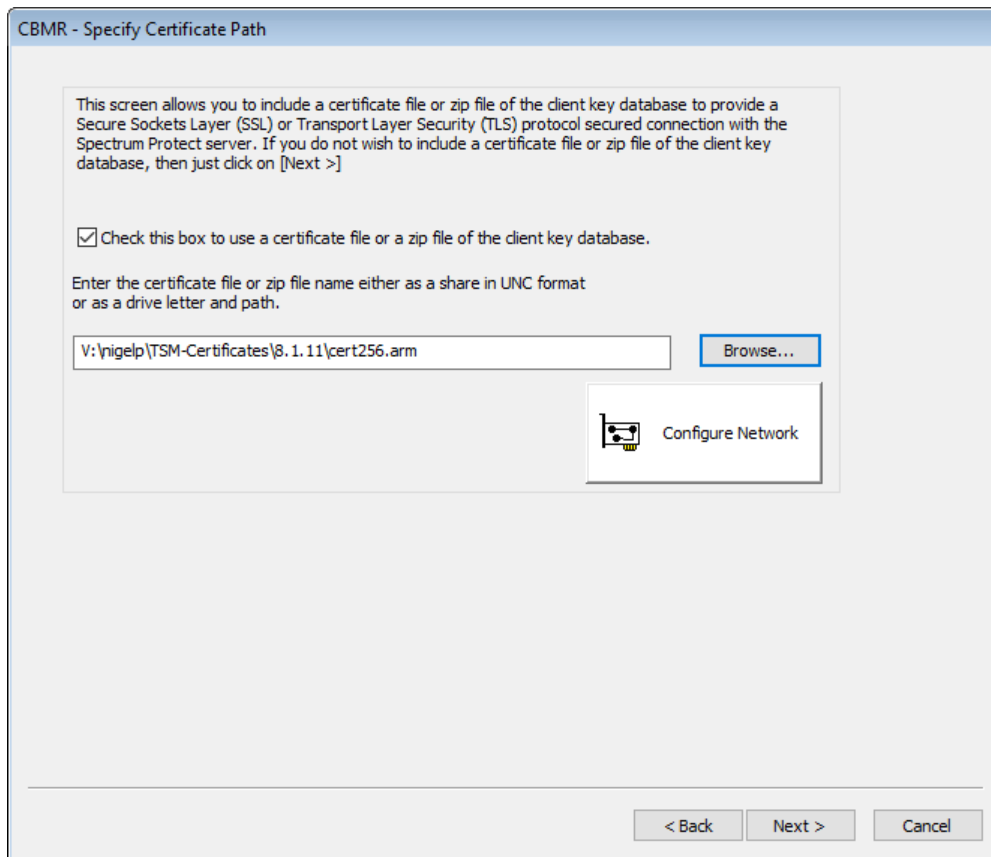 CBMR - Specify Certificate Path
This screen allows you to include a certificate file or zip file of the client key database to provide a
Secure Sockets Layer (SSL) or Transport Layer Security (TLS) protocol secured connection with the
Spectrum Protect server. If you do not wish to include a certificate file or zip file of the client key
database, then just click on [Next >]
Check this box to use a certificate file or a zip file of the client key database.
Enter the certificate file or zip file name either as a share in UNC format
or as a drive letter and path.
V:\nigelp\TSM-Certificates\8.1.11\cert256.arm
Browse...
Configure Network
< Back
Next >
Cancel